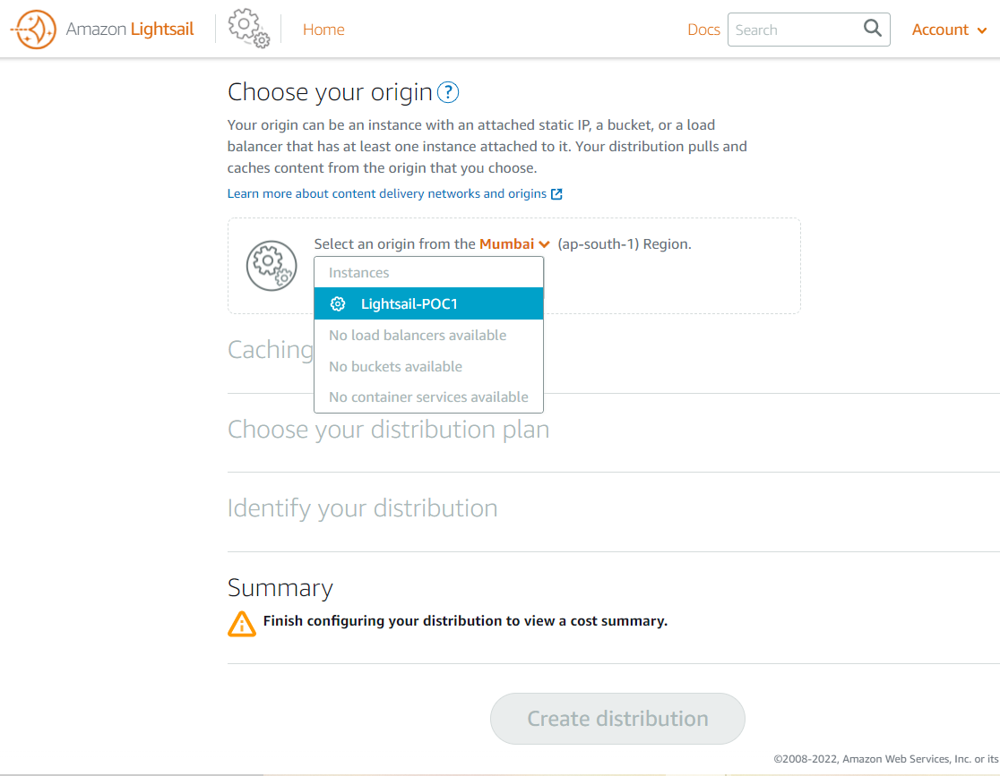 Amazon Lightsail
Home
Docs
Search
Account
Choose your origin ?
Your origin can be an instance with an attached static IP, a bucket, or a load
balancer that has at least one instance attached to it. Your distribution pulls and
caches content from the origin that you choose.
Learn more about content delivery networks and origins
Select an origin from the Mumbai (ap-south-1) Region.
Instances
Lightsail-POC1
No load balancers available
Caching
No buckets available
No container services available
Choose your distribution plan
Identify your distribution
Summary
Finish configuring your distribution to view a cost summary.
Create distribution
©2008-2022, Amazon Web Services, Inc. or its